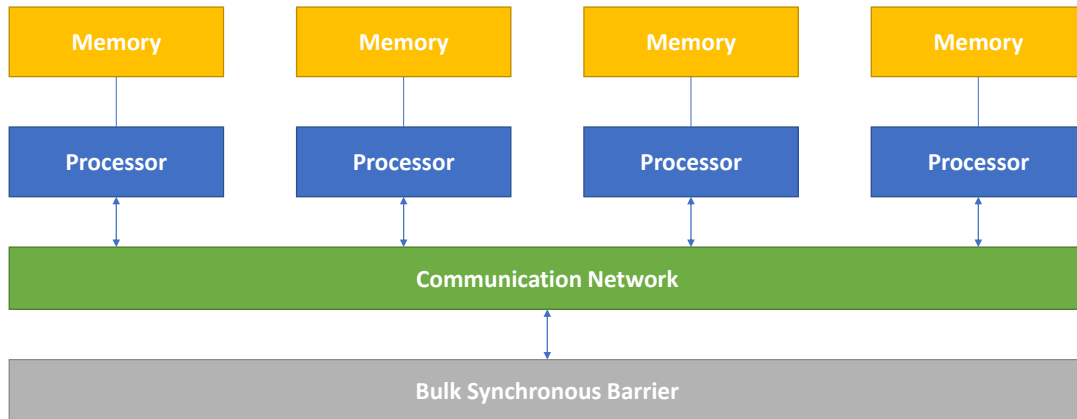 Memory
Memory
Memory
Memory
Processor
Processor
Processor
Processor
Communication Network
Bulk Synchronous Barrier